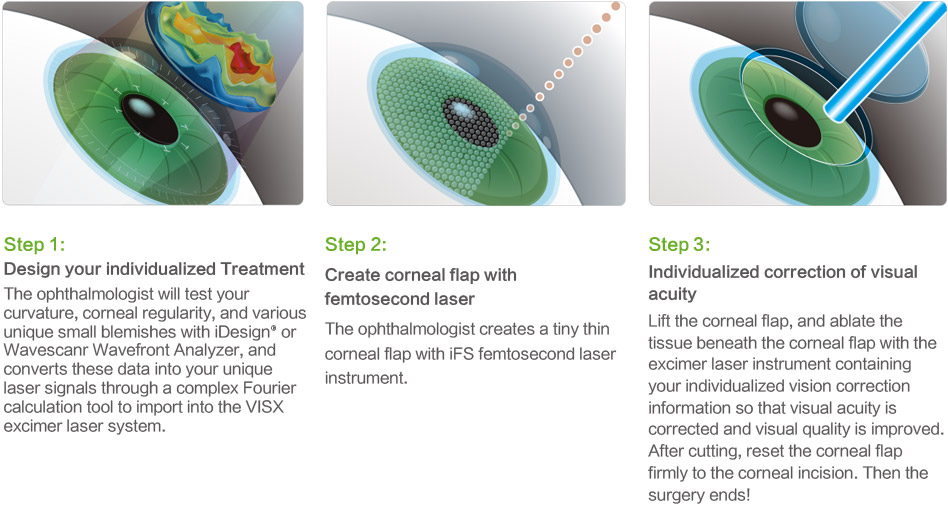 Step 1:
Design your individualized Treatment
The ophthalmologist will test your
curvature, corneal regularity, and various
unique small blemishes with iDesign® or
Wavescanr Wavefront Analyzer, and
converts these data into your unique
laser signals through a complex Fourier
calculation tool to import into the VISX
excimer laser system.
Step 2:
Create corneal flap with
femtosecond laser
The ophthalmologist creates a tiny thin
corneal flap with iFS femtosecond laser
instrument.
Step 3:
Individualized correction of visual
acuity
Lift the corneal flap, and ablate the
tissue beneath the corneal flap with the
excimer laser instrument containing
your individualized vision correction
information so that visual acuity is
corrected and visual quality is improved.
After cutting, reset the corneal flap
firmly to the corneal incision. Then the
surgery ends!